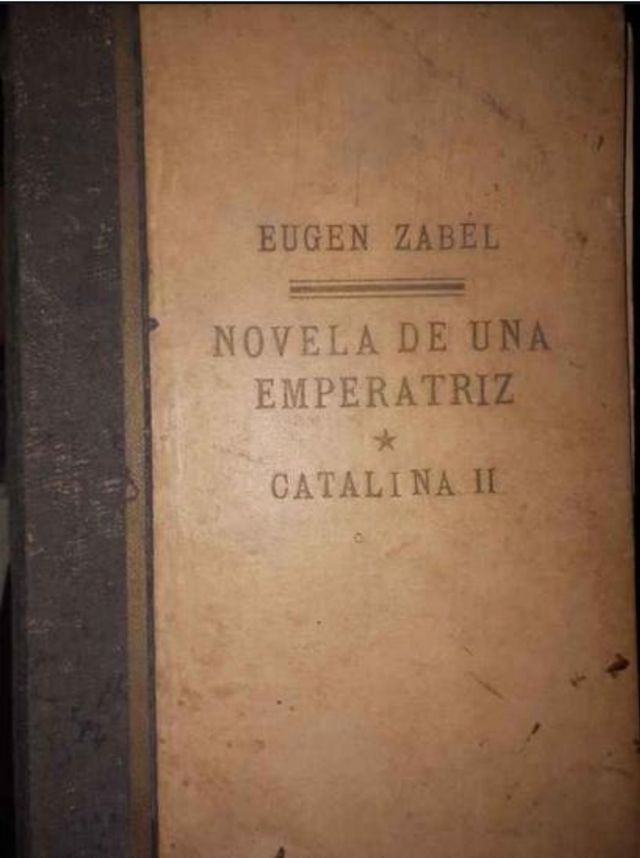 EUGEN ZABEL
NOVELA DE UNA
EMPERATRIZ
★
CATALINA II